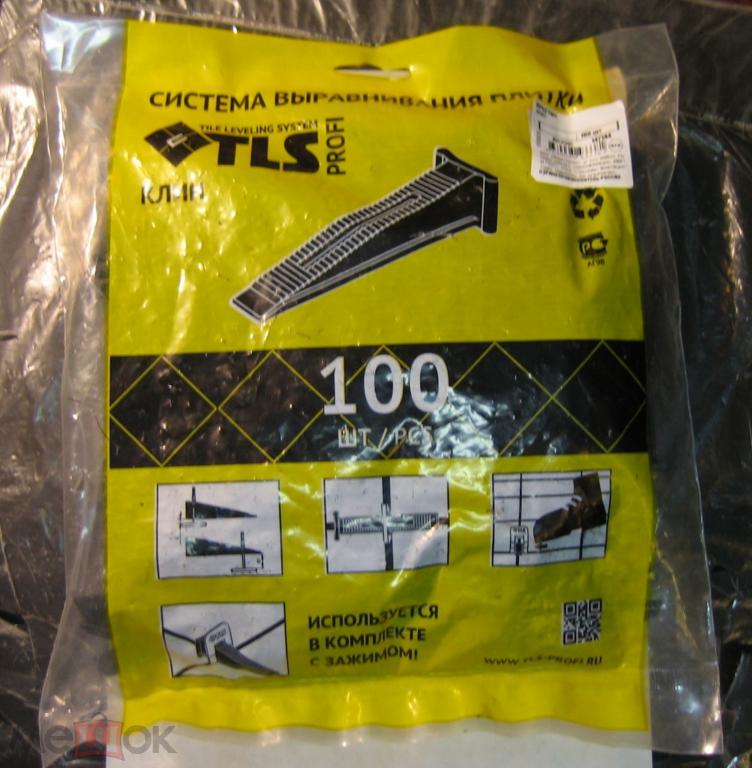 СИСТЕМА ВЫРАВНИВАНИЯ ПЛИТКИ
TILE LEVELING SYSTEM
TLS PROFI
КЛИН
100
ШТ / PCS
ИСПОЛЬЗУЕТСЯ
В КОМПЛЕКТЕ
С ЗАЖИМОМ!
WWW.TLS-PROFI.RU